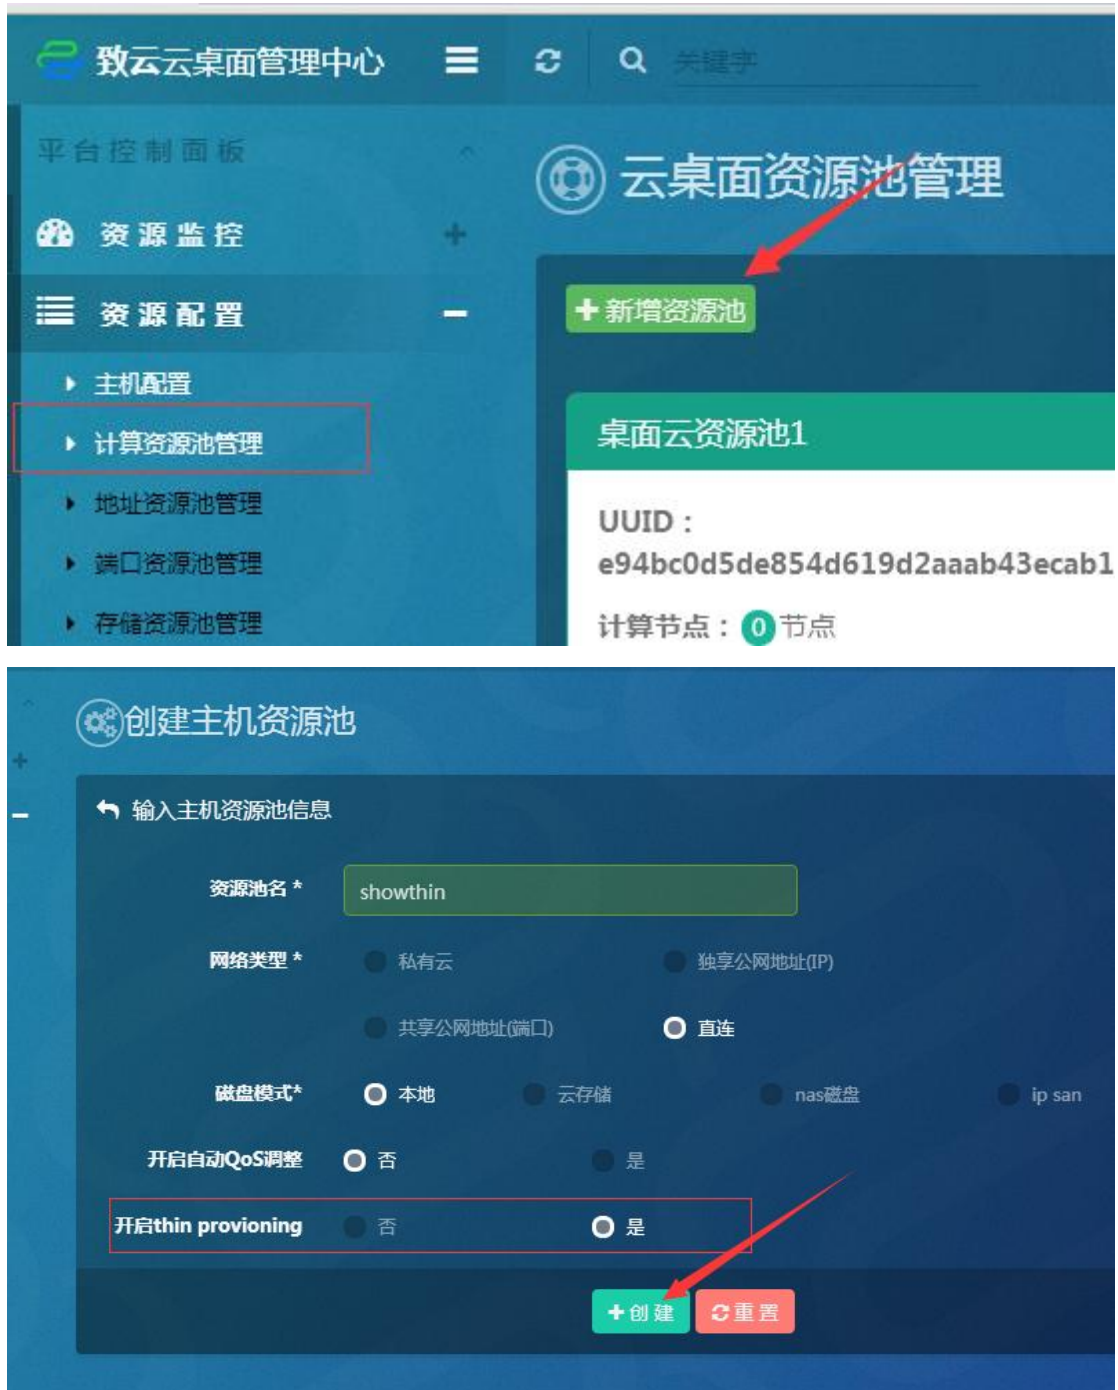 致云云桌面管理中心
关键字
平台控制面板
云桌面资源池管理
资源监控
资源配置
新增资源池
主机配置
桌面云资源池1
计算资源池管理
地址资源池管理
UUID：
端口资源池管理
e94bc0d5de854d619d2aaab43ecab1
存储资源池管理
计算节点：0节点
创建主机资源池
输入主机资源池信息
资源池名 * showthin
网络类型 * 私有云 独享公网地址(IP)
共享公网地址(端口) 直连
磁盘模式* 本地 云存储 nas磁盘 ip san
开启自动QoS调整 否 是
开启thin provioning 否 是
创建 重置